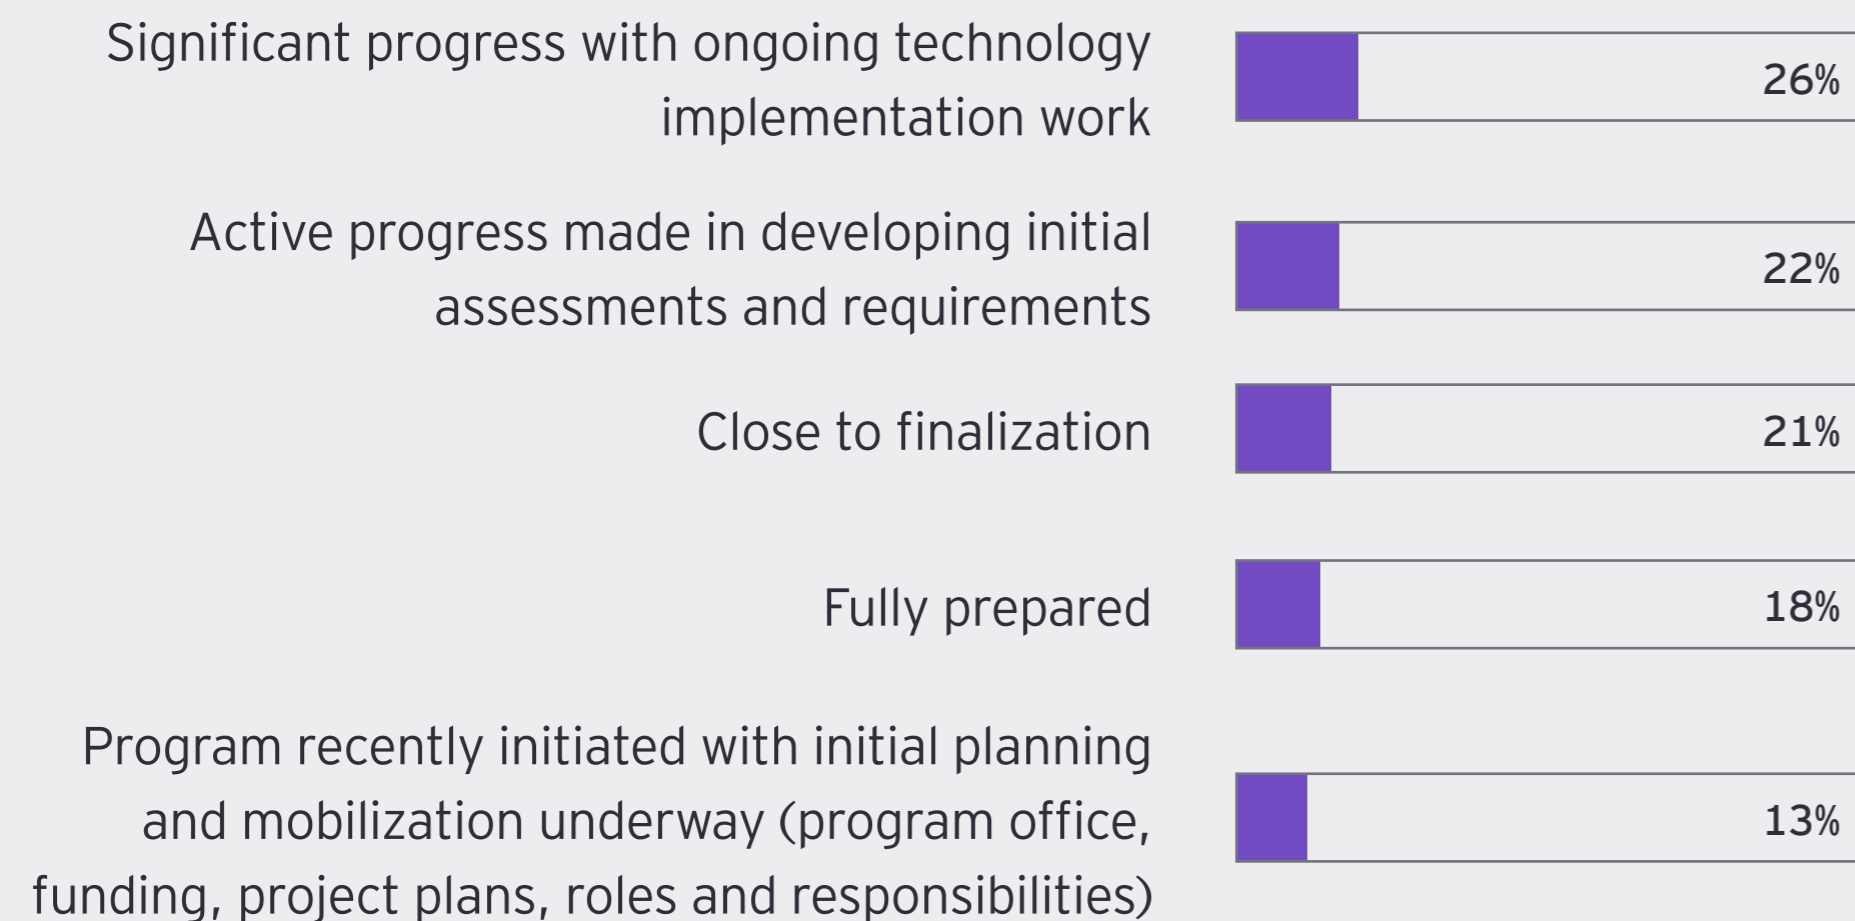 Significant progress with ongoing technology
implementation work
26%
Active progress made in developing initial
assessments and requirements
22%
Close to finalization
21%
Fully prepared
18%
Program recently initiated with initial planning
and mobilization underway (program office,
funding, project plans, roles and responsibilities)
13%